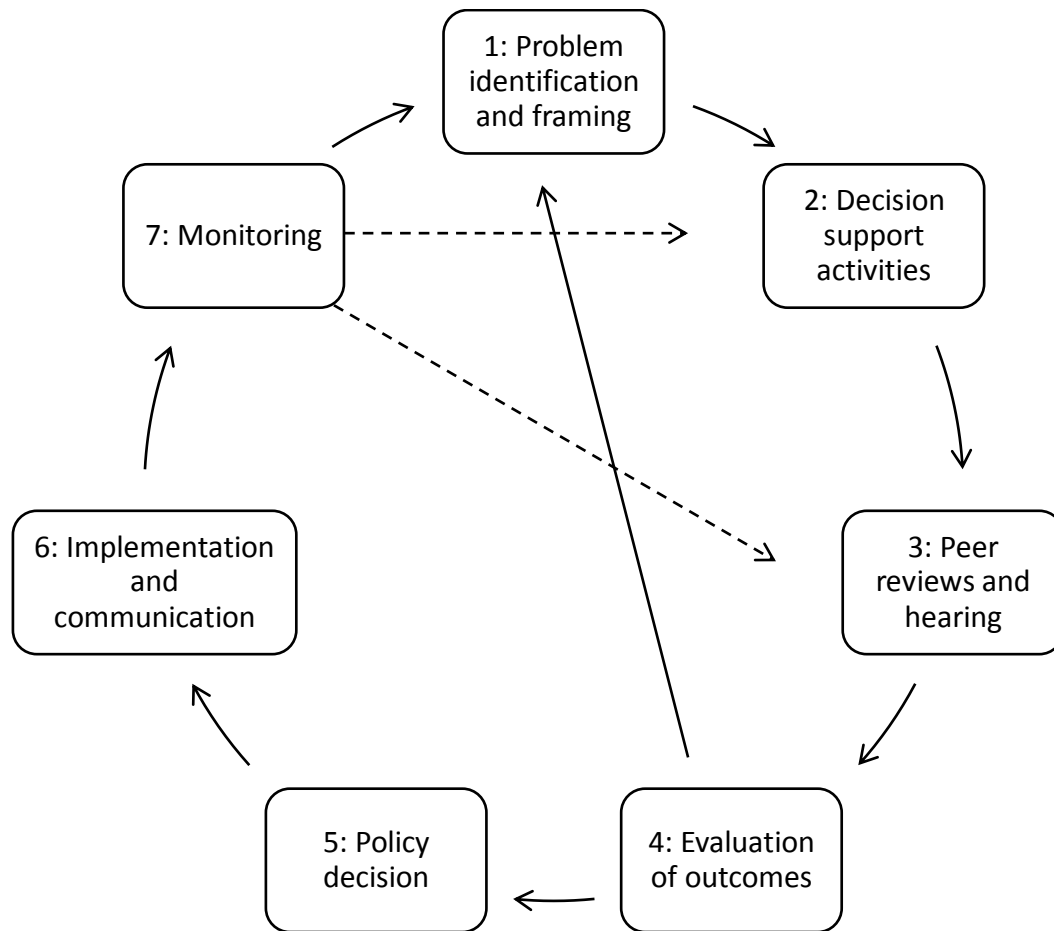 1: Problem
identification
and framing
2: Decision
support
activities
3: Peer
reviews and
hearing
4: Evaluation
of outcomes
5: Policy
decision
6: Implementation
and
communication
7: Monitoring